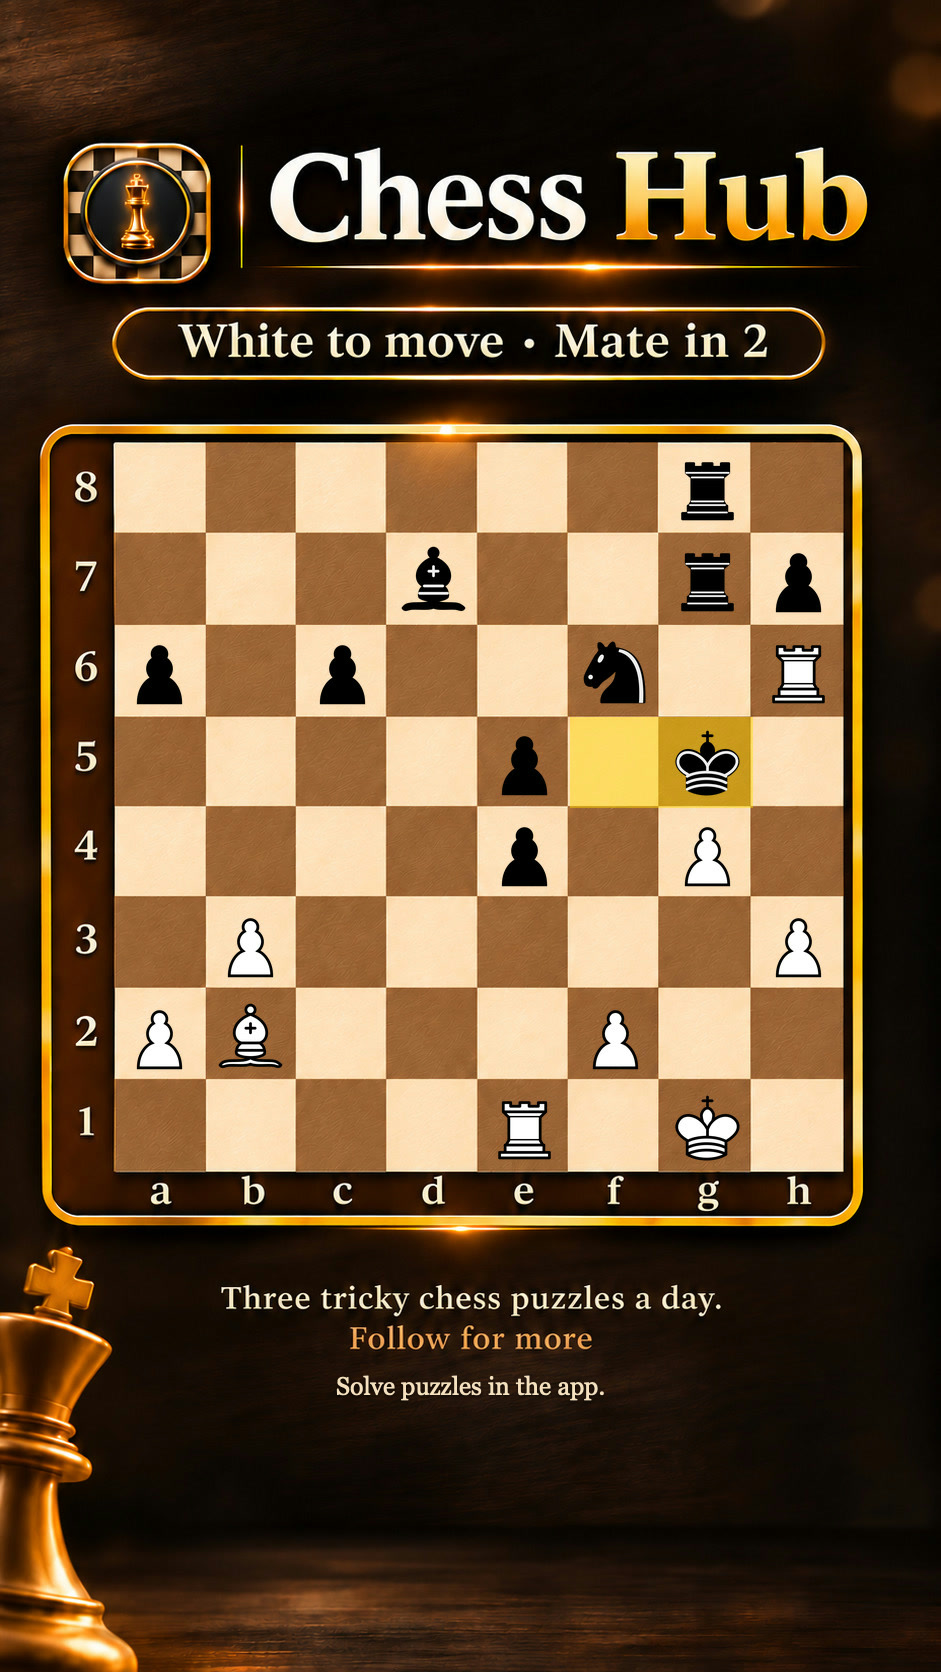 Chess Hub
White to move • Mate in 2
8
7
6
5
4
3
2
1
a b c d e f g h
Three tricky chess puzzles a day.
Follow for more
Solve puzzles in the app.